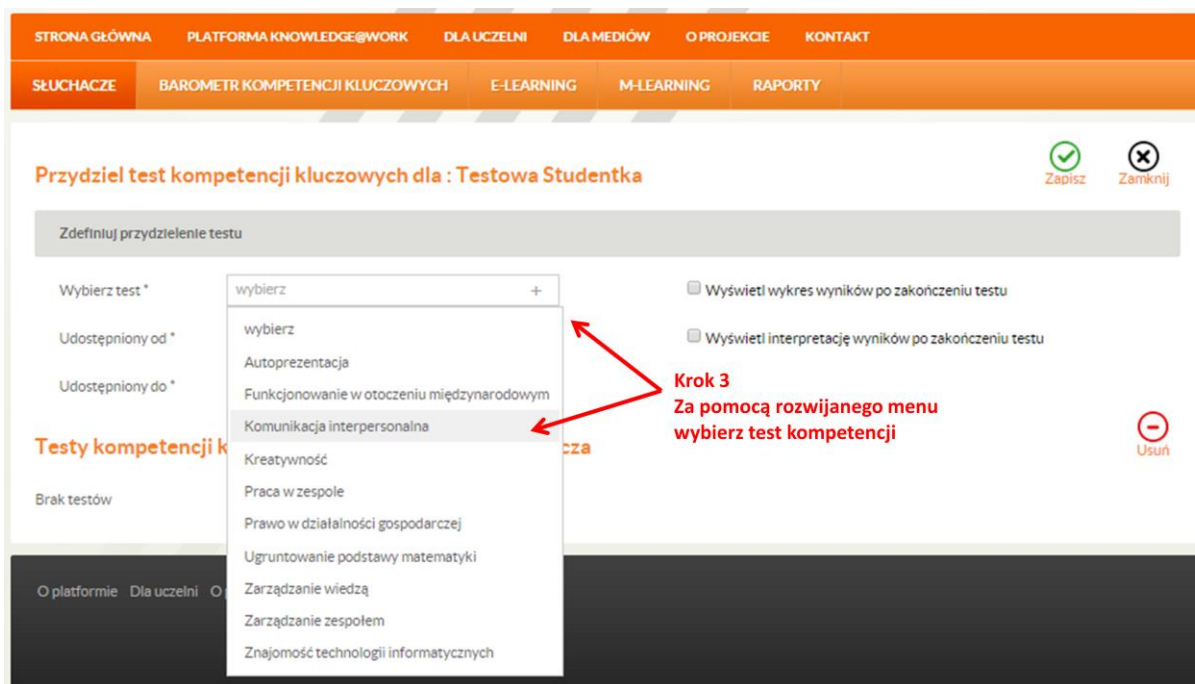 STRONA GŁÓWNA PLATFORMA KNOWLEDGE@WORK DLA UCZELNI DLA MEDIÓW O PROJEKCIE KONTAKT
SŁUCHACZE BAROMETR KOMPETENCJI KLUCZOWYCH E-LEARNING M-LEARNING RAPORTY
Przydziel test kompetencji kluczowych dla : Testowa Studentka
Zapisz Zamknij
Zdefiniuj przydzielenie testu
Wybierz test * wybierz + Wyświetl wykres wyników po zakończeniu testu
wybierz
Udostępniony od * Wyświetl interpretację wyników po zakończeniu testu
Autoprezentacja
Udostępniony do * Funkcjonowanie w otoczeniu międzynarodowym
Krok 3
Za pomocą rozwijanego menu
wybierz test kompetencji
Komunikacja interpersonalna
Testy kompetencji k cza
Usuń
Kreatywność
Brak testów
Praca w zespole
Prawo w działalności gospodarczej
Ugruntowanie podstawy matematyki
O platformie Dla uczelni O
Zarządzanie wiedzą
Zarządzanie zespołem
Znajomość technologii informatycznych